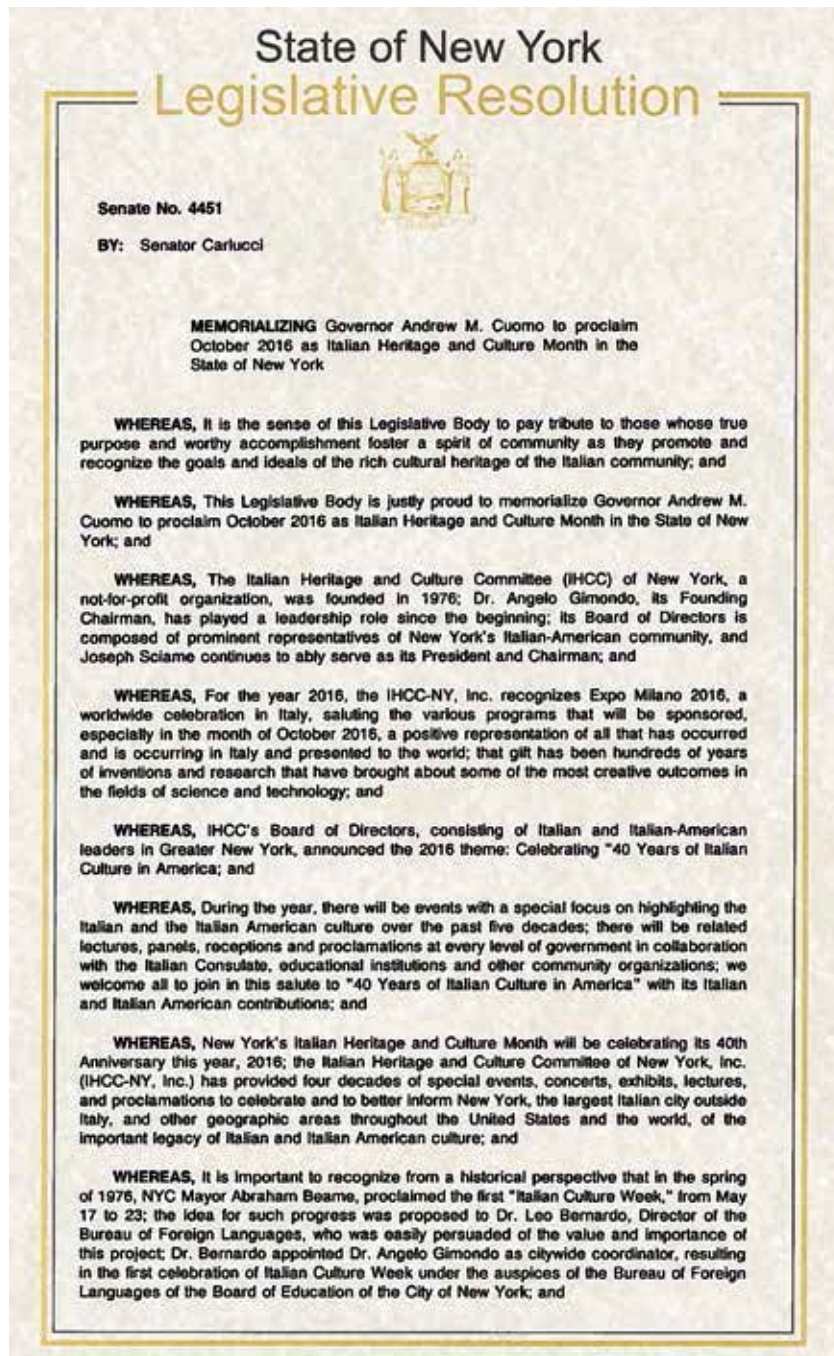 State of New York
Legislative Resolution
Senate No. 4451
BY: Senator Carlucci
MEMORIALIZING Governor Andrew M. Cuomo to proclaim
October 2016 as Italian Heritage and Culture Month in the
State of New York
WHEREAS, It is the sense of this Legislative Body to pay tribute to those whose true
purpose and worthy accomplishment foster a spirit of community as they promote and
recognize the goals and ideals of the rich cultural heritage of the Italian community; and
WHEREAS, This Legislative Body is justly proud to memorialize Governor Andrew M.
Cuomo to proclaim October 2016 as Italian Heritage and Culture Month in the State of New
York; and
WHEREAS, The Italian Heritage and Culture Committee (IHCC) of New York, a
not-for-profit organization, was founded in 1976; Dr. Angelo Gimondo, its Founding
Chairman, has played a leadership role since the beginning; its Board of Directors is
composed of prominent representatives of New York's Italian-American community, and
Joseph Sciame continues to ably serve as its President and Chairman; and
WHEREAS, For the year 2016, the IHCC-NY, Inc. recognizes Expo Milano 2016, a
worldwide celebration in Italy, saluting the various programs that will be sponsored,
especially in the month of October 2016, a positive representation of all that has occurred
and is occurring in Italy and presented to the world; that gift has been hundreds of years
of inventions and research that have brought about some of the most creative outcomes in
the fields of science and technology; and
WHEREAS, IHCC's Board of Directors, consisting of Italian and Italian-American
leaders in Greater New York, announced the 2016 theme: Celebrating "40 Years of Italian
Culture in America; and
WHEREAS, During the year, there will be events with a special focus on highlighting the
Italian and the Italian American culture over the past five decades; there will be related
lectures, panels, receptions and proclamations at every level of government in collaboration
with the Italian Consulate, educational institutions and other community organizations; we
welcome all to join in this salute to "40 Years of Italian Culture in America" with its Italian
and Italian American contributions; and
WHEREAS, New York's Italian Heritage and Culture Month will be celebrating its 40th
Anniversary this year, 2016; the Italian Heritage and Culture Committee of New York, Inc.
(IHCC-NY, Inc.) has provided four decades of special events, concerts, exhibits, lectures,
and proclamations to celebrate and to better inform New York, the largest Italian city outside
Italy, and other geographic areas throughout the United States and the world, of the
important legacy of Italian and Italian American culture; and
WHEREAS, It is important to recognize from a historical perspective that in the spring
of 1976, NYC Mayor Abraham Beame, proclaimed the first "Italian Culture Week," from May
17 to 23; the idea for such progress was proposed to Dr. Leo Bernardo, Director of the
Bureau of Foreign Languages, who was easily persuaded of the value and importance of
this project; Dr. Bernardo appointed Dr. Angelo Gimondo as citywide coordinator, resulting
in the first celebration of Italian Culture Week under the auspices of the Bureau of Foreign
Languages of the Board of Education of the City of New York; and